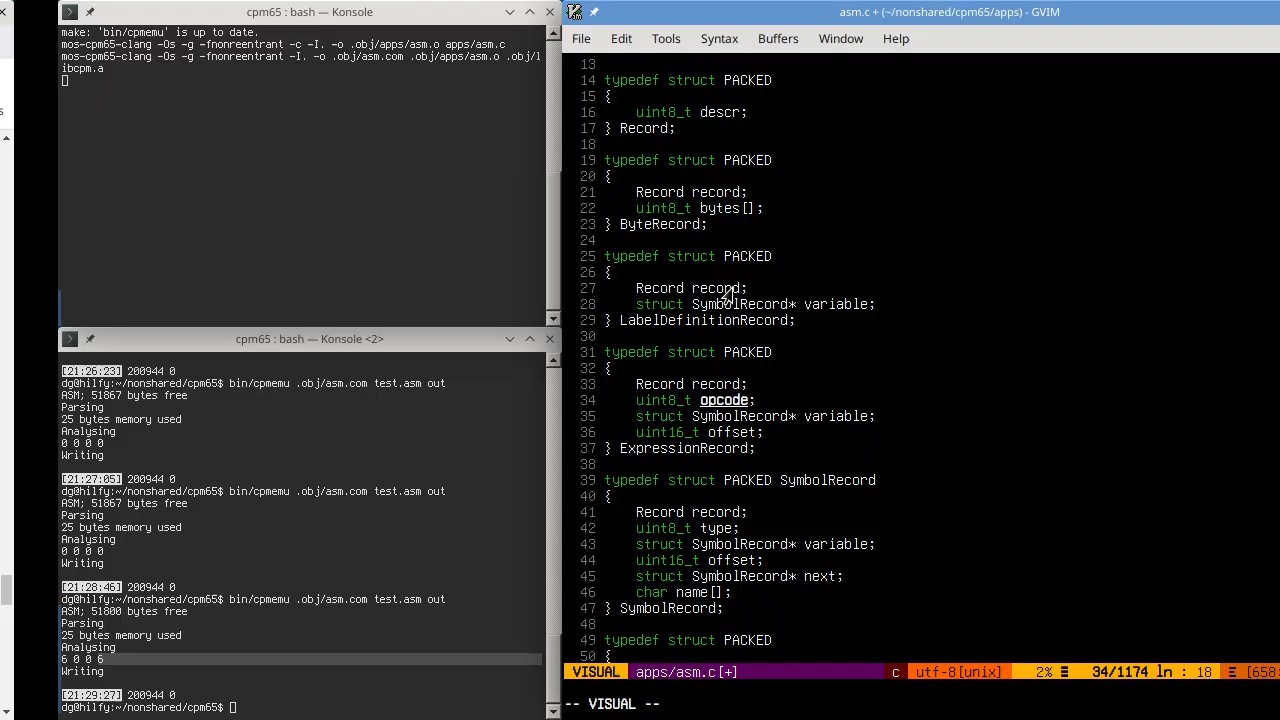 cpm65 : bash — Konsole
make: 'bin/cpmemu' is up to date.
mos-cpm65-clang -Os -g -fnonreentrant -c -I. -o .obj/apps/asm.o apps/asm.c
mos-cpm65-clang -Os -g -fnonreentrant -I. -o .obj/asm.com .obj/apps/asm.o .obj/l
ibcpm.a
cpm65 : bash — Konsole <2>
[21:26:23] 200944 0
dg@hilfy:~/nonshared/cpm65$ bin/cpmemu .obj/asm.com test.asm out
ASM; 51867 bytes free
Parsing
25 bytes memory used
Analysing
0 0 0 0
Writing
[21:27:05] 200944 0
dg@hilfy:~/nonshared/cpm65$ bin/cpmemu .obj/asm.com test.asm out
ASM; 51867 bytes free
Parsing
25 bytes memory used
Analysing
0 0 0 0
Writing
[21:28:46] 200944 0
dg@hilfy:~/nonshared/cpm65$ bin/cpmemu .obj/asm.com test.asm out
ASM; 51800 bytes free
Parsing
25 bytes memory used
Analysing
6 0 0 6
Writing
[21:29:27] 200944 0
dg@hilfy:~/nonshared/cpm65$
asm.c + (~/nonshared/cpm65/apps) - GVIM
File Edit Tools Syntax Buffers Window Help
13
14 typedef struct PACKED
15 {
16 uint8_t descr;
17 } Record;
18
19 typedef struct PACKED
20 {
21 Record record;
22 uint8_t bytes[];
23 } ByteRecord;
24
25 typedef struct PACKED
26 {
27 Record record;
28 struct SymbolRecord* variable;
29 } LabelDefinitionRecord;
30
31 typedef struct PACKED
32 {
33 Record record;
34 uint8_t opcode;
35 struct SymbolRecord* variable;
36 uint16_t offset;
37 } ExpressionRecord;
38
39 typedef struct PACKED SymbolRecord
40 {
41 Record record;
42 uint8_t type;
43 struct SymbolRecord* variable;
44 uint16_t offset;
45 struct SymbolRecord* next;
46 char name[];
47 } SymbolRecord;
48
49 typedef struct PACKED
50 {
VISUAL apps/asm.c[+] c utf-8[unix] 2% ☰ 34/1174 ln : 18 Ξ [658:
-- VISUAL --
s